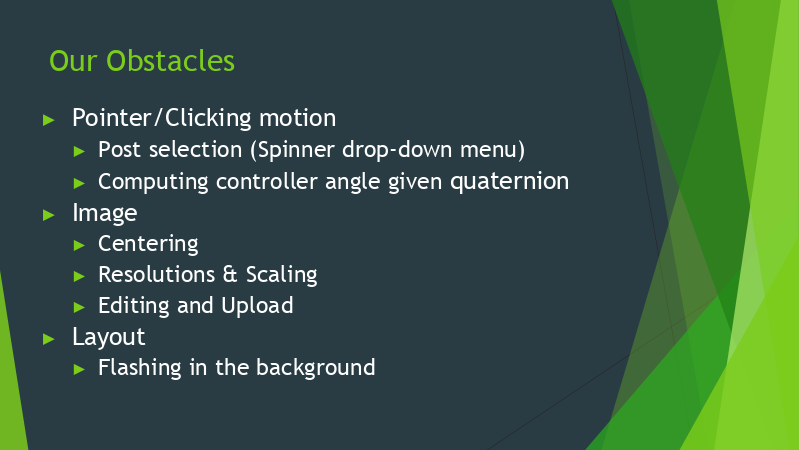 Our Obstacles
Pointer/Clicking motion
Post selection (Spinner drop-down menu)
Computing controller angle given quaternion
Image
Centering
Resolutions & Scaling
Editing and Upload
Layout
Flashing in the background